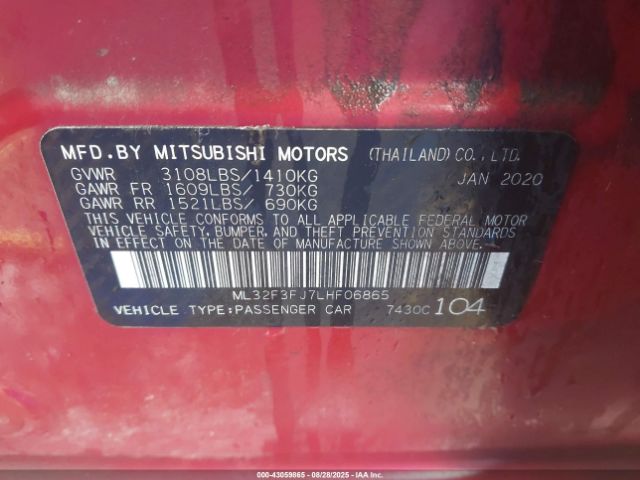 MFD.BY MITSUBISHI MOTORS (THAILAND) CO.,LTD.
GVWR 3108LBS/1410KG JAN 2020
GAWR FR 1609LBS/ 730KG
GAWR RR 1521LBS/ 690KG
THIS VEHICLE CONFORMS TO ALL APPLICABLE FEDERAL MOTOR
VEHICLE SAFETY, BUMPER, AND THEFT PREVENTION STANDARDS
IN EFFECT ON THE DATE OF MANUFACTURE SHOWN ABOVE.
ML32F3FJ7LHF06865
VEHICLE TYPE:PASSENGER CAR 7430C 104
000-43059865 - 08/28/2025 - IAAC